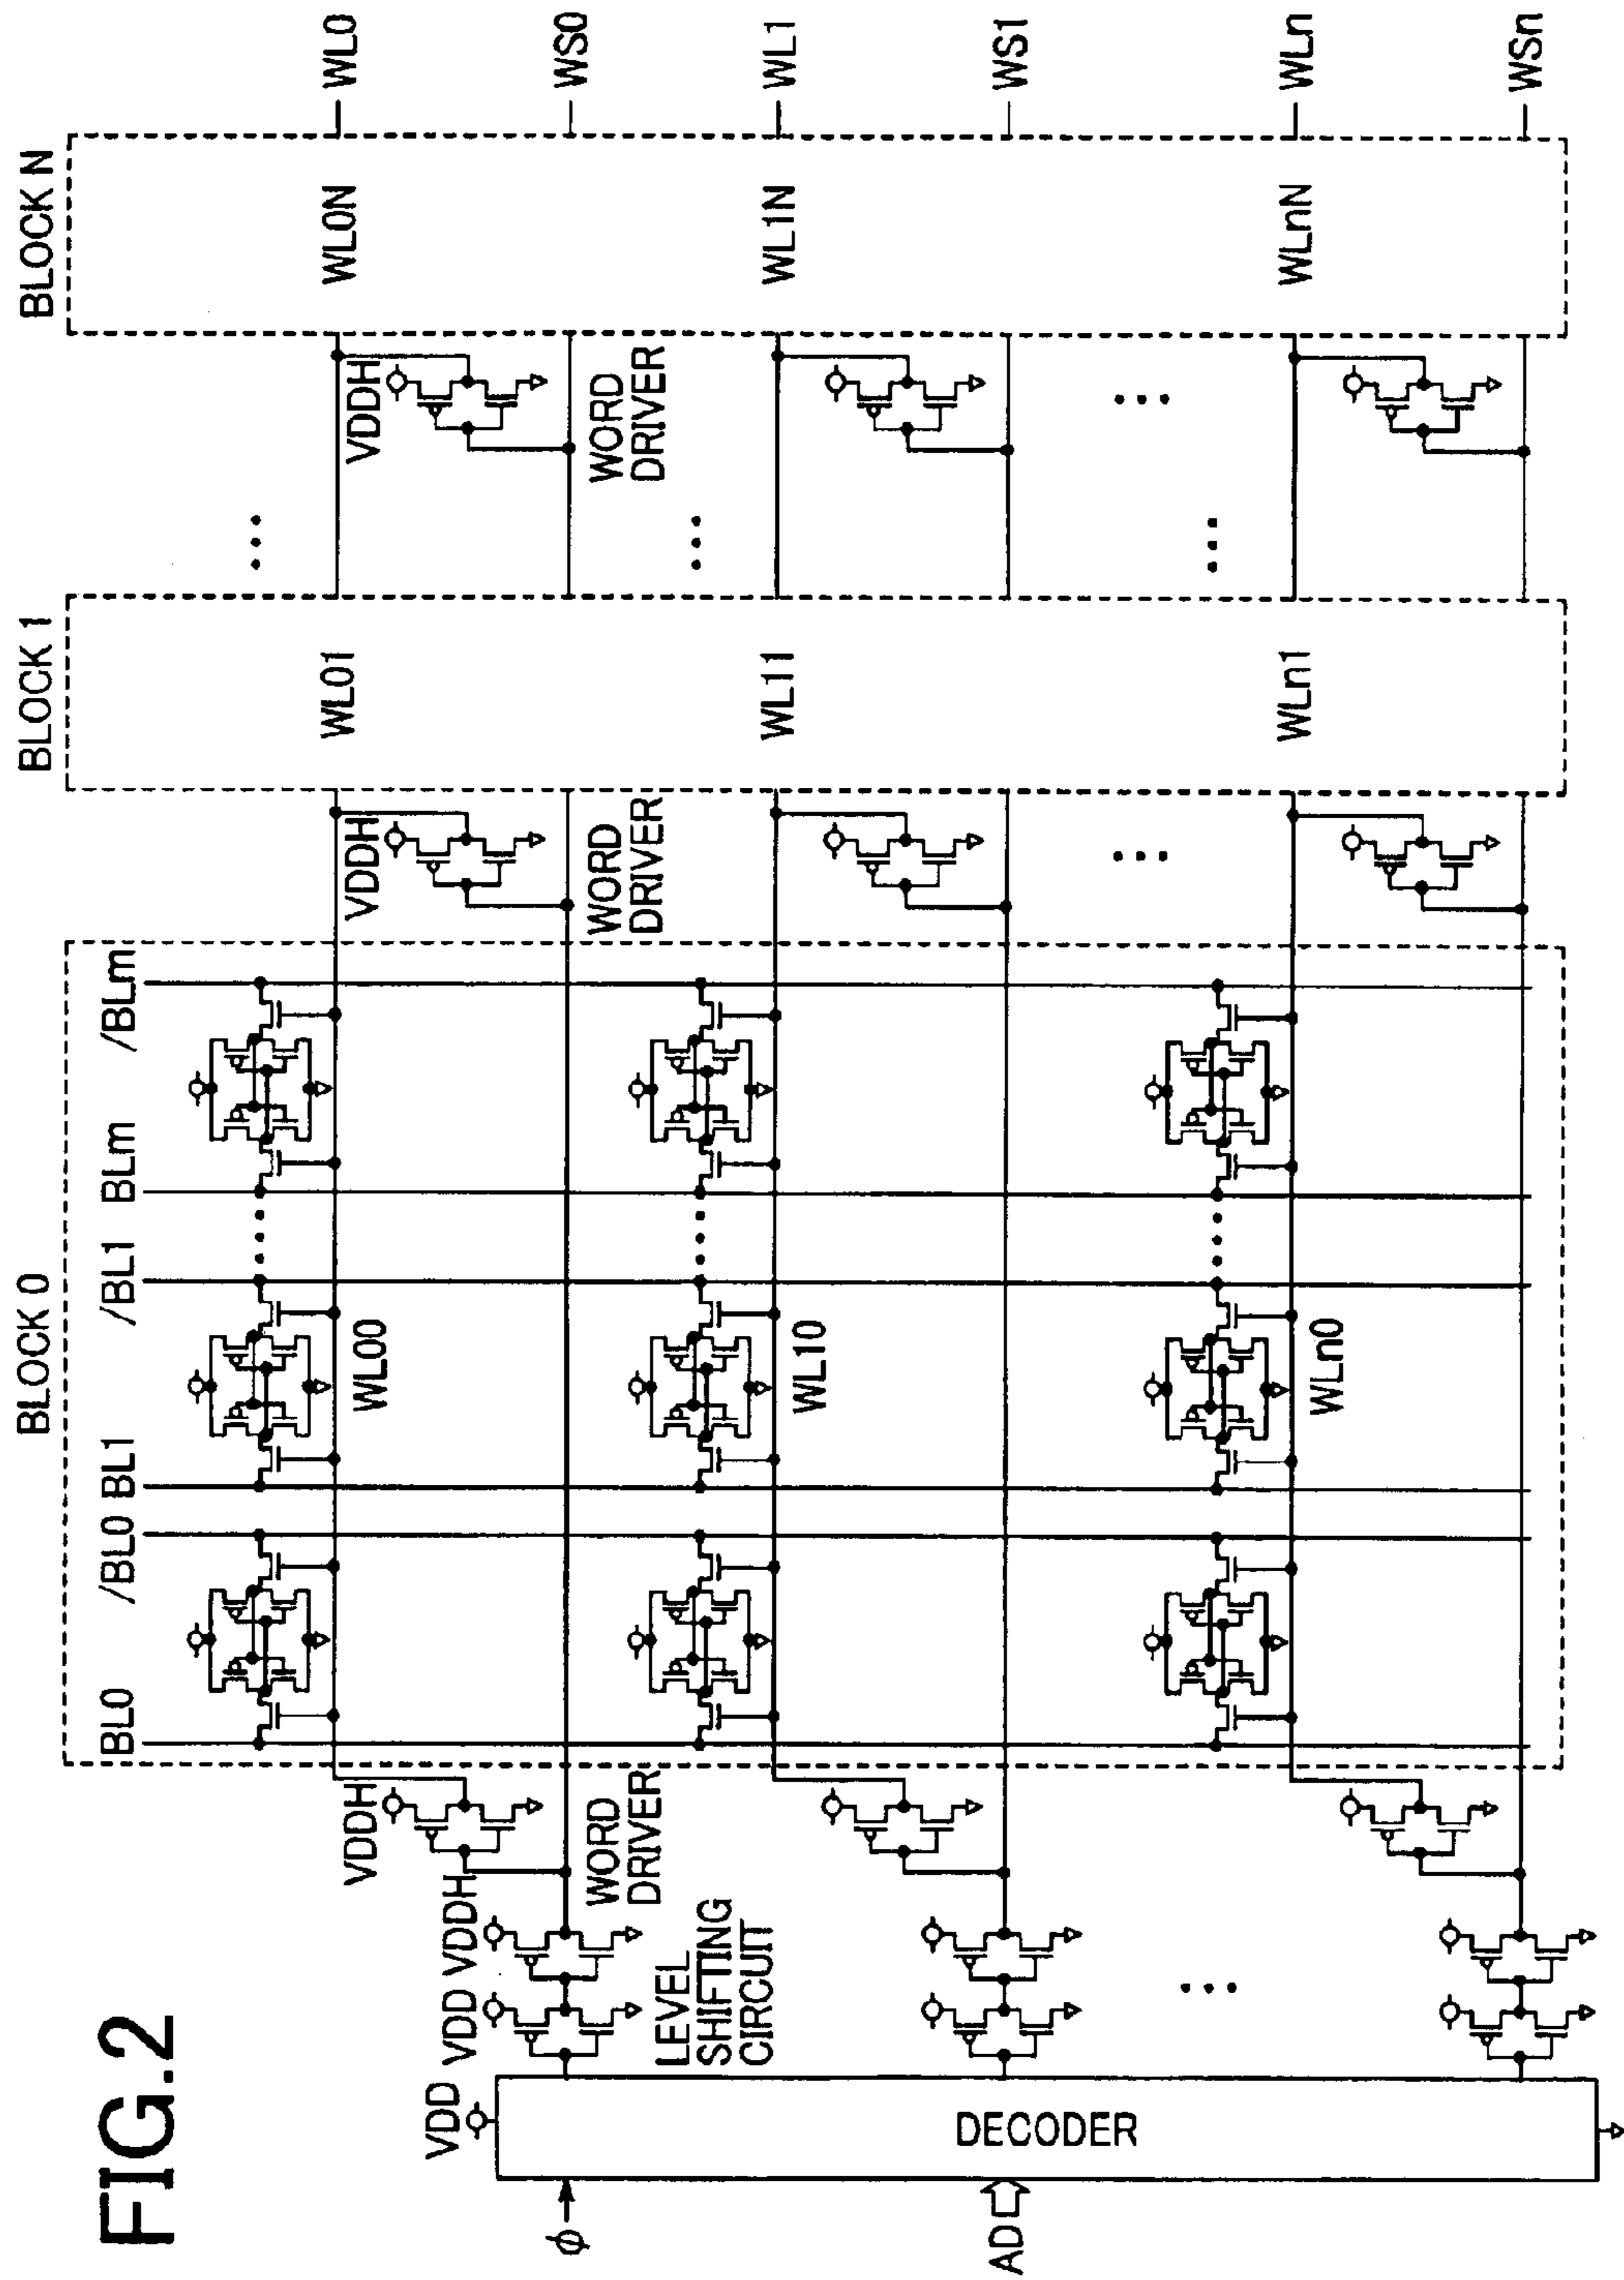 FIG.2
BLOCK 0
BLOCK 1
BLOCK N
BL0
/BL0
BL1
/BL1
BLm
/BLm
WL00
WL01
WL0N
WL0
VDDH
VDDH
VDDH
VDD
VDD
VDDH
WS0
ϕ
LEVEL
SHIFTING
CIRCUIT
WORD
DRIVER
WORD
DRIVER
WORD
DRIVER
WL10
WL11
WL1N
WL1
DECODER
AD
WS1
WLn0
WLn1
WLnN
WLn
WSn